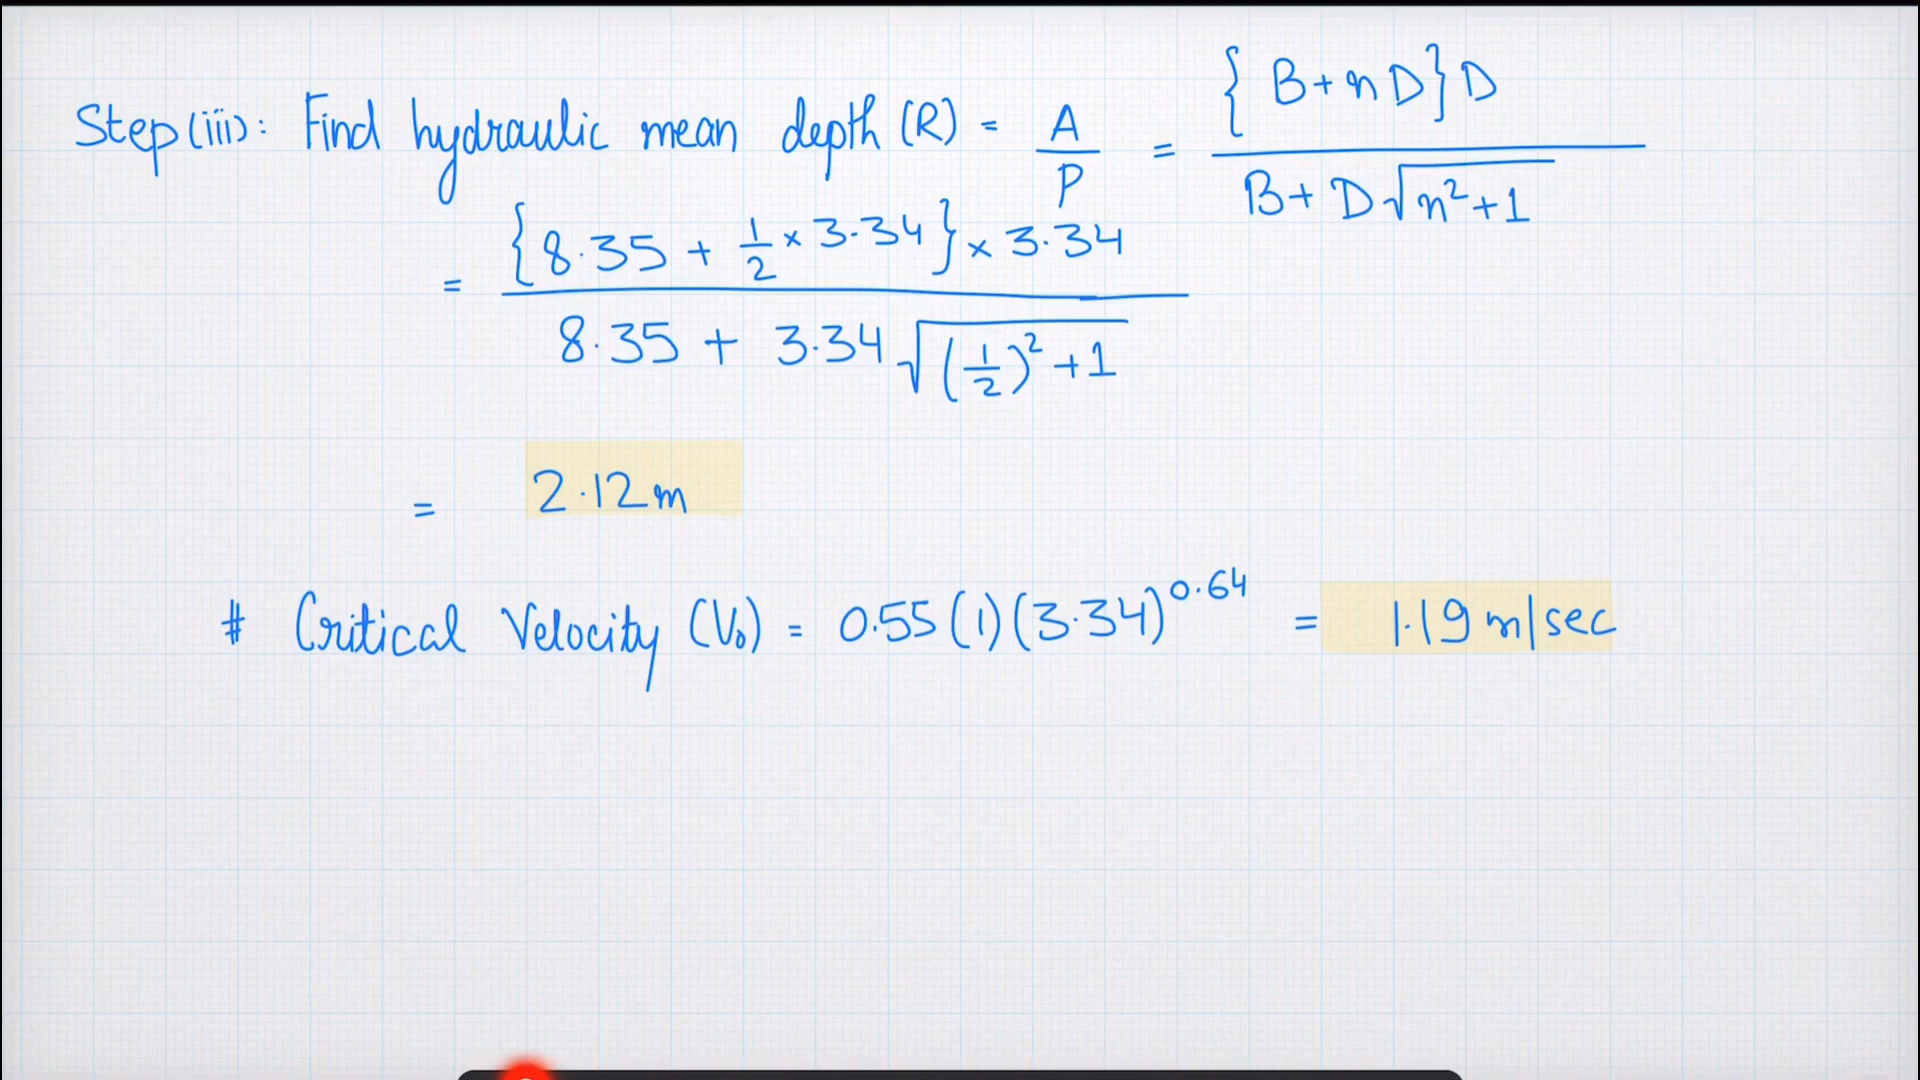 Step (iii): Find hydraulic mean depth (R) = A/P = {B+nD}D / B+D√n²+1
= {8.35 + 1/2 × 3.34} × 3.34 / 8.35 + 3.34 √(1/2)² + 1
= 2.12 m
# Critical Velocity (V₀) = 0.55 (1) (3.34)^0.64 = 1.19 m/sec